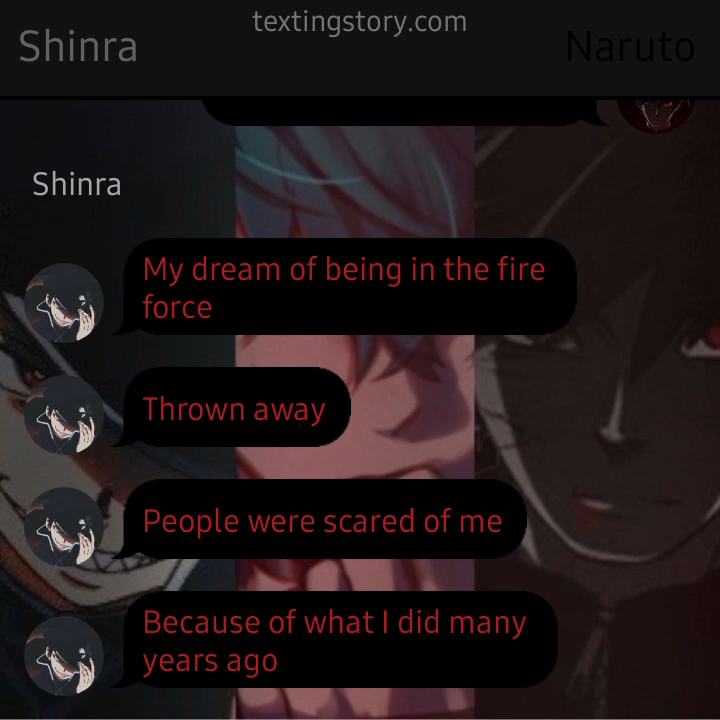 textingstory.com
Shinra
Naruto
Shinra
My dream of being in the fire
force
Thrown away
People were scared of me
Because of what I did many
years ago